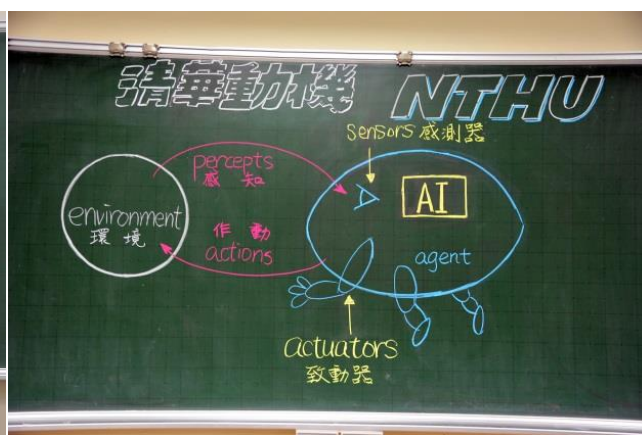 清華動機 NTHU
sensors 感測器
percepts
感知
AI
environment
環境
作動
actions
agent
actuators
致動器